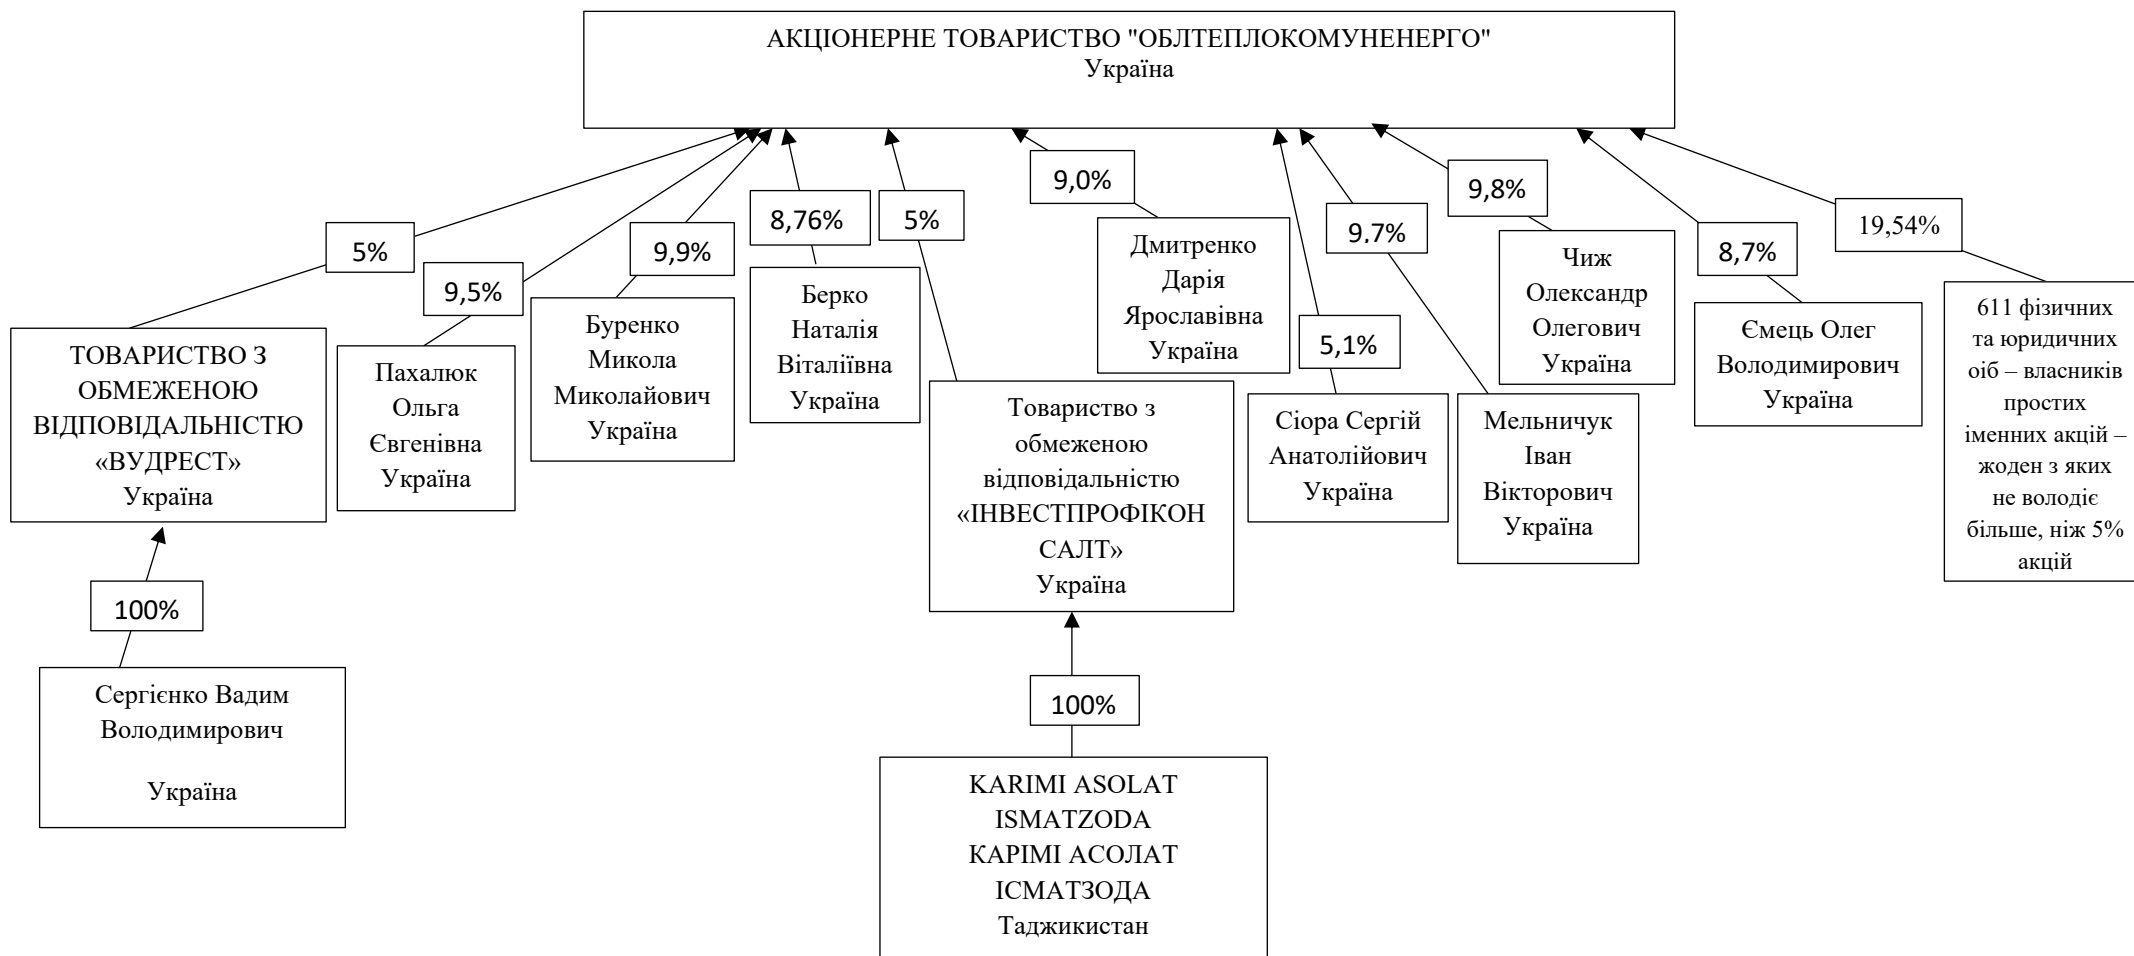 АКЦІОНЕРНЕ ТОВАРИСТВО "ОБЛТЕПЛОКОМУНЕНЕРГО"
Україна
5%
9,5%
9,9%
8,76%
5%
9,0%
5,1%
9,7%
9,8%
8,7%
19,54%
ТОВАРИСТВО З
ОБМЕЖЕНОЮ
ВІДПОВІДАЛЬНІСТЮ
«ВУДРЕСТ»
Україна
Пахалюк
Ольга
Євгенівна
Україна
Буренко
Микола
Миколайович
Україна
Берко
Наталія
Віталіївна
Україна
Товариство з
обмеженою
відповідальністю
«ІНВЕСТПРОФІКОН
САЛТ»
Україна
Дмитренко
Дарія
Ярославівна
Україна
Сіора Сергій
Анатолійович
Україна
Мельничук
Іван
Вікторович
Україна
Чиж
Олександр
Олегович
Україна
Ємець Олег
Володимирович
Україна
611 фізичних
та юридичних
оіб – власників
простих
іменних акцій –
жоден з яких
не володіє
більше, ніж 5%
акцій
100%
100%
Сергієнко Вадим
Володимирович
Україна
KARIMI ASOLAT
ISMATZODA
КАРІМІ АСОЛАТ
ІСМАТЗОДА
Таджикистан